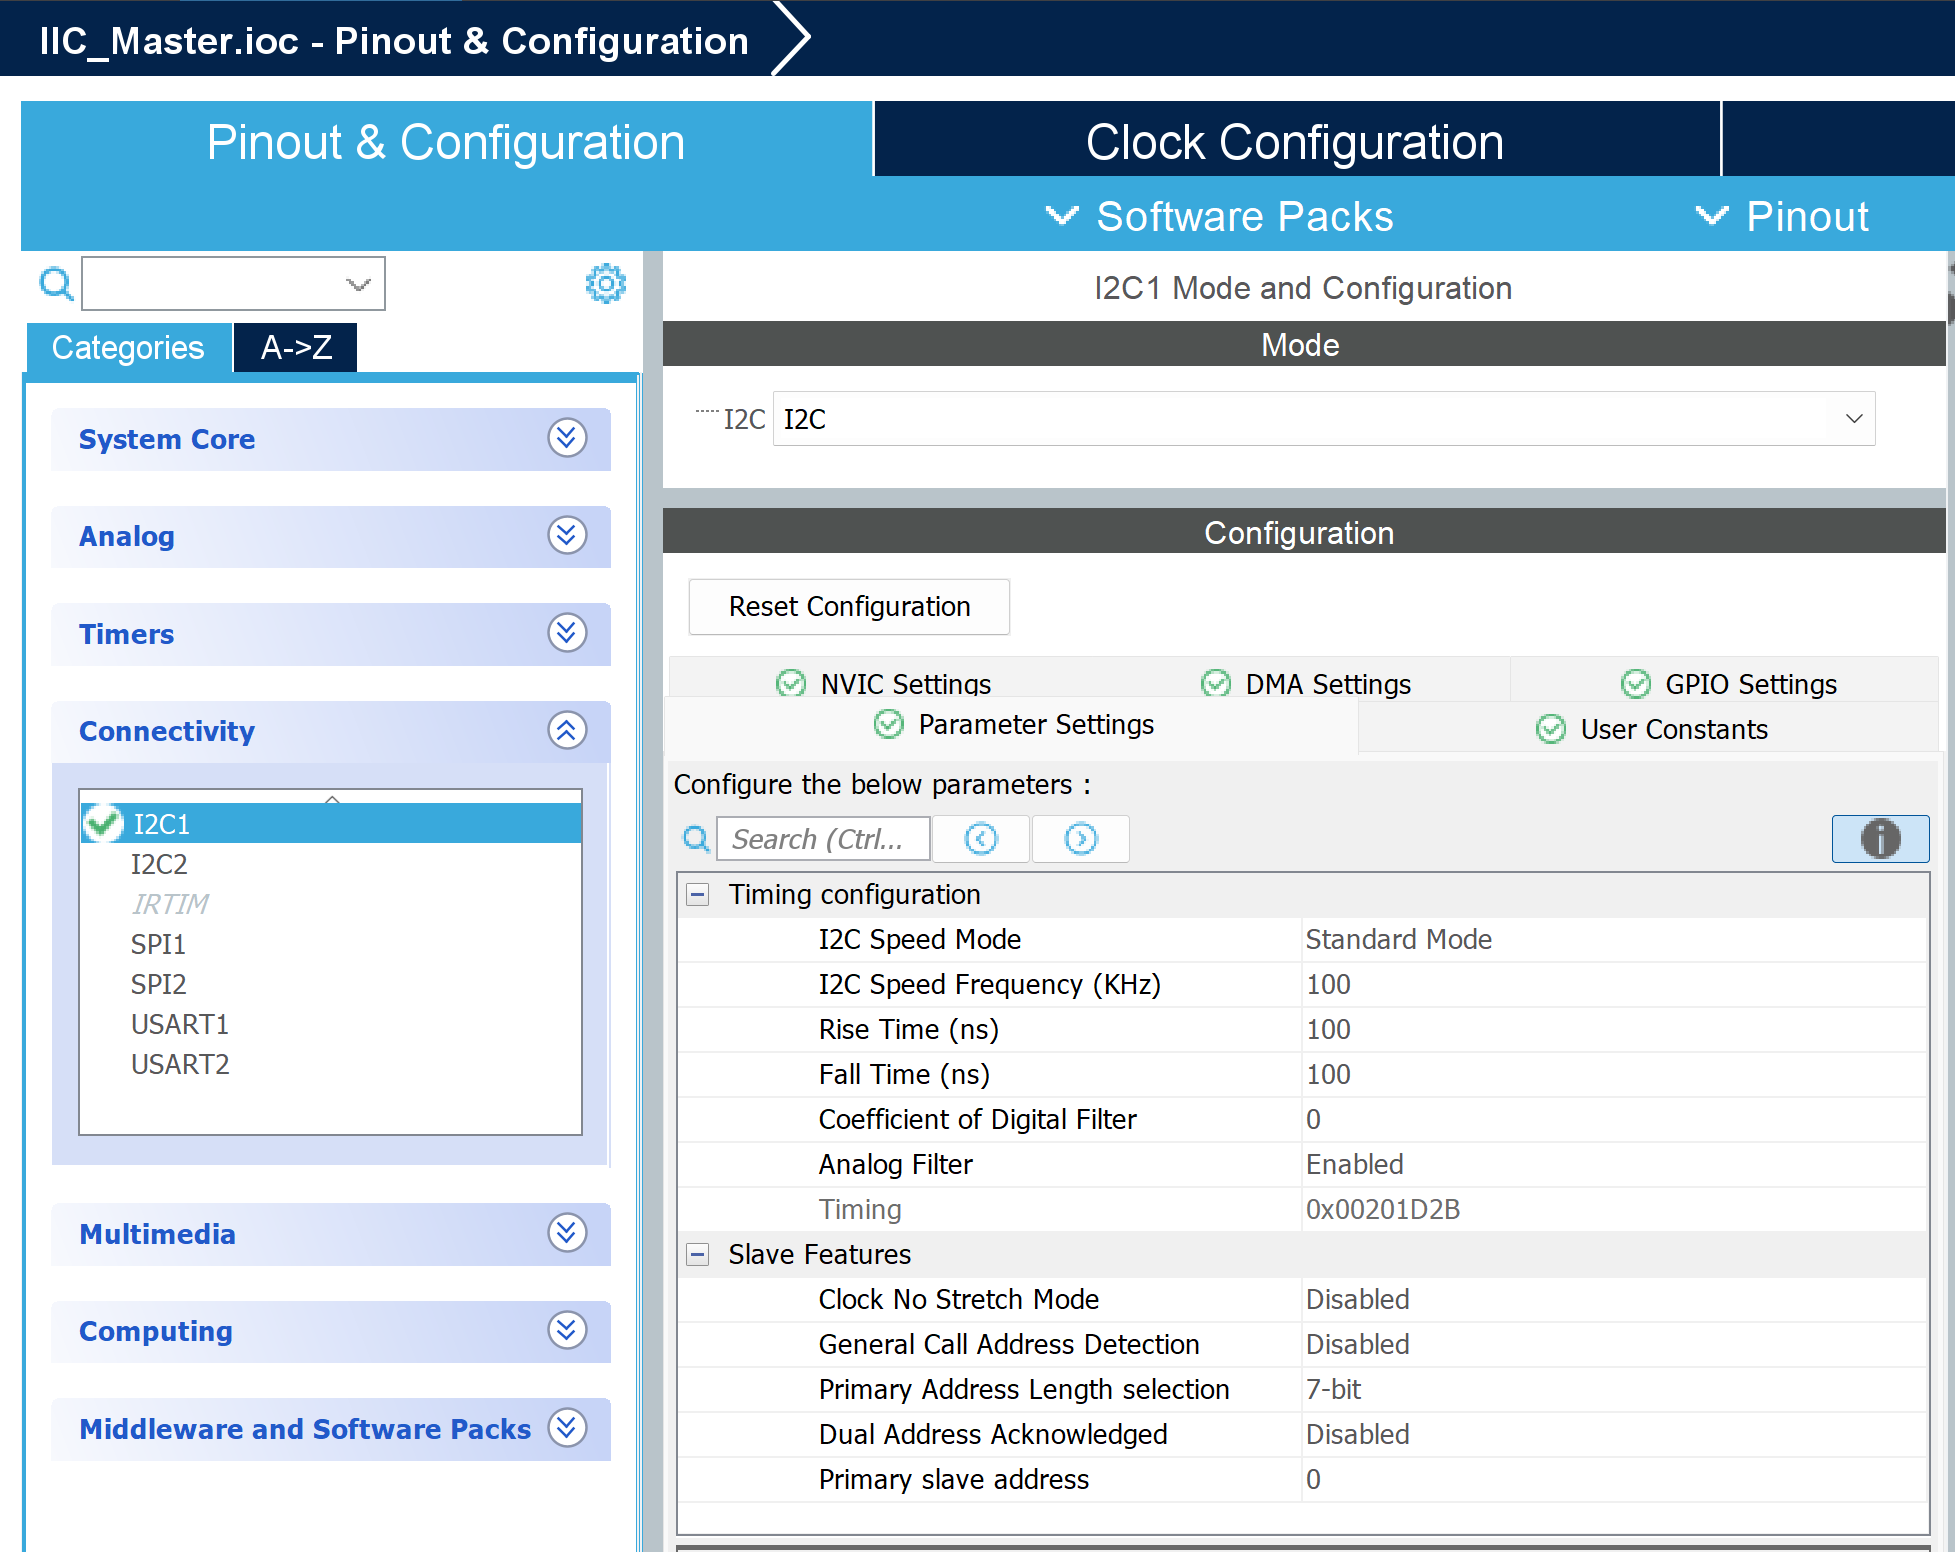 IIC_Master.ioc - Pinout & Configuration
Pinout & Configuration
Clock Configuration
Software Packs
Pinout
Categories
A->Z
System Core
Analog
Timers
Connectivity
I2C1
I2C2
IRTIM
SPI1
SPI2
USART1
USART2
Multimedia
Computing
Middleware and Software Packs
I2C1 Mode and Configuration
Mode
I2C I2C
Configuration
Reset Configuration
NVIC Settings
DMA Settings
GPIO Settings
Parameter Settings
User Constants
Configure the below parameters :
Search (Ctrl...
Timing configuration
I2C Speed Mode Standard Mode
I2C Speed Frequency (KHz) 100
Rise Time (ns) 100
Fall Time (ns) 100
Coefficient of Digital Filter 0
Analog Filter Enabled
Timing 0x00201D2B
Slave Features
Clock No Stretch Mode Disabled
General Call Address Detection Disabled
Primary Address Length selection 7-bit
Dual Address Acknowledged Disabled
Primary slave address 0